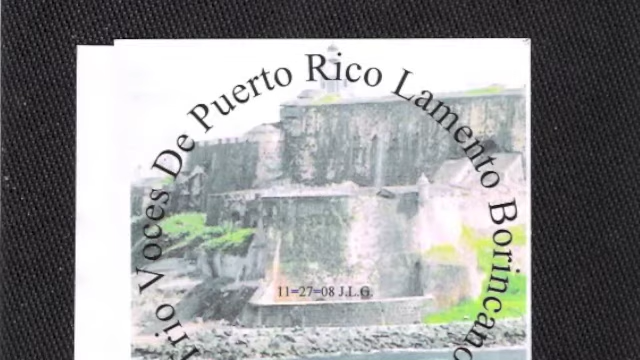 Trio Voces De Puerto Rico Lamento Borincano
11=27=08 J.L.G.